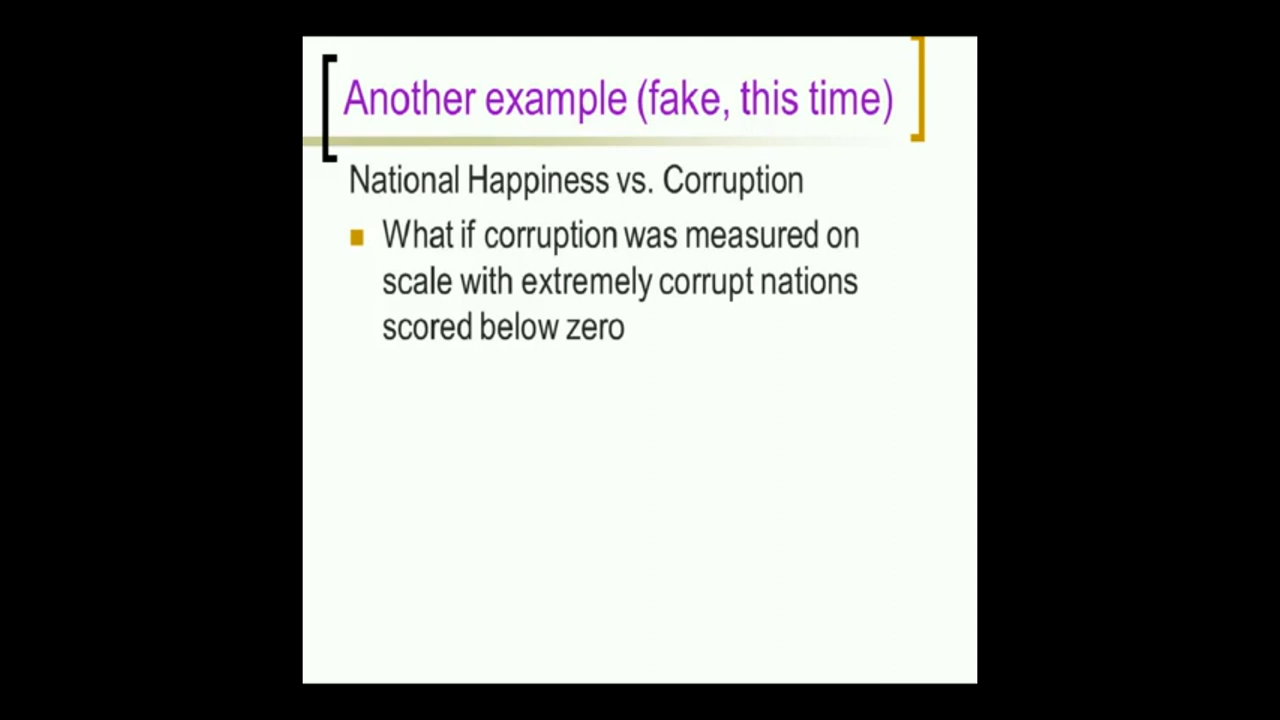 Another example (fake, this time)
National Happiness vs. Corruption
What if corruption was measured on
scale with extremely corrupt nations
scored below zero